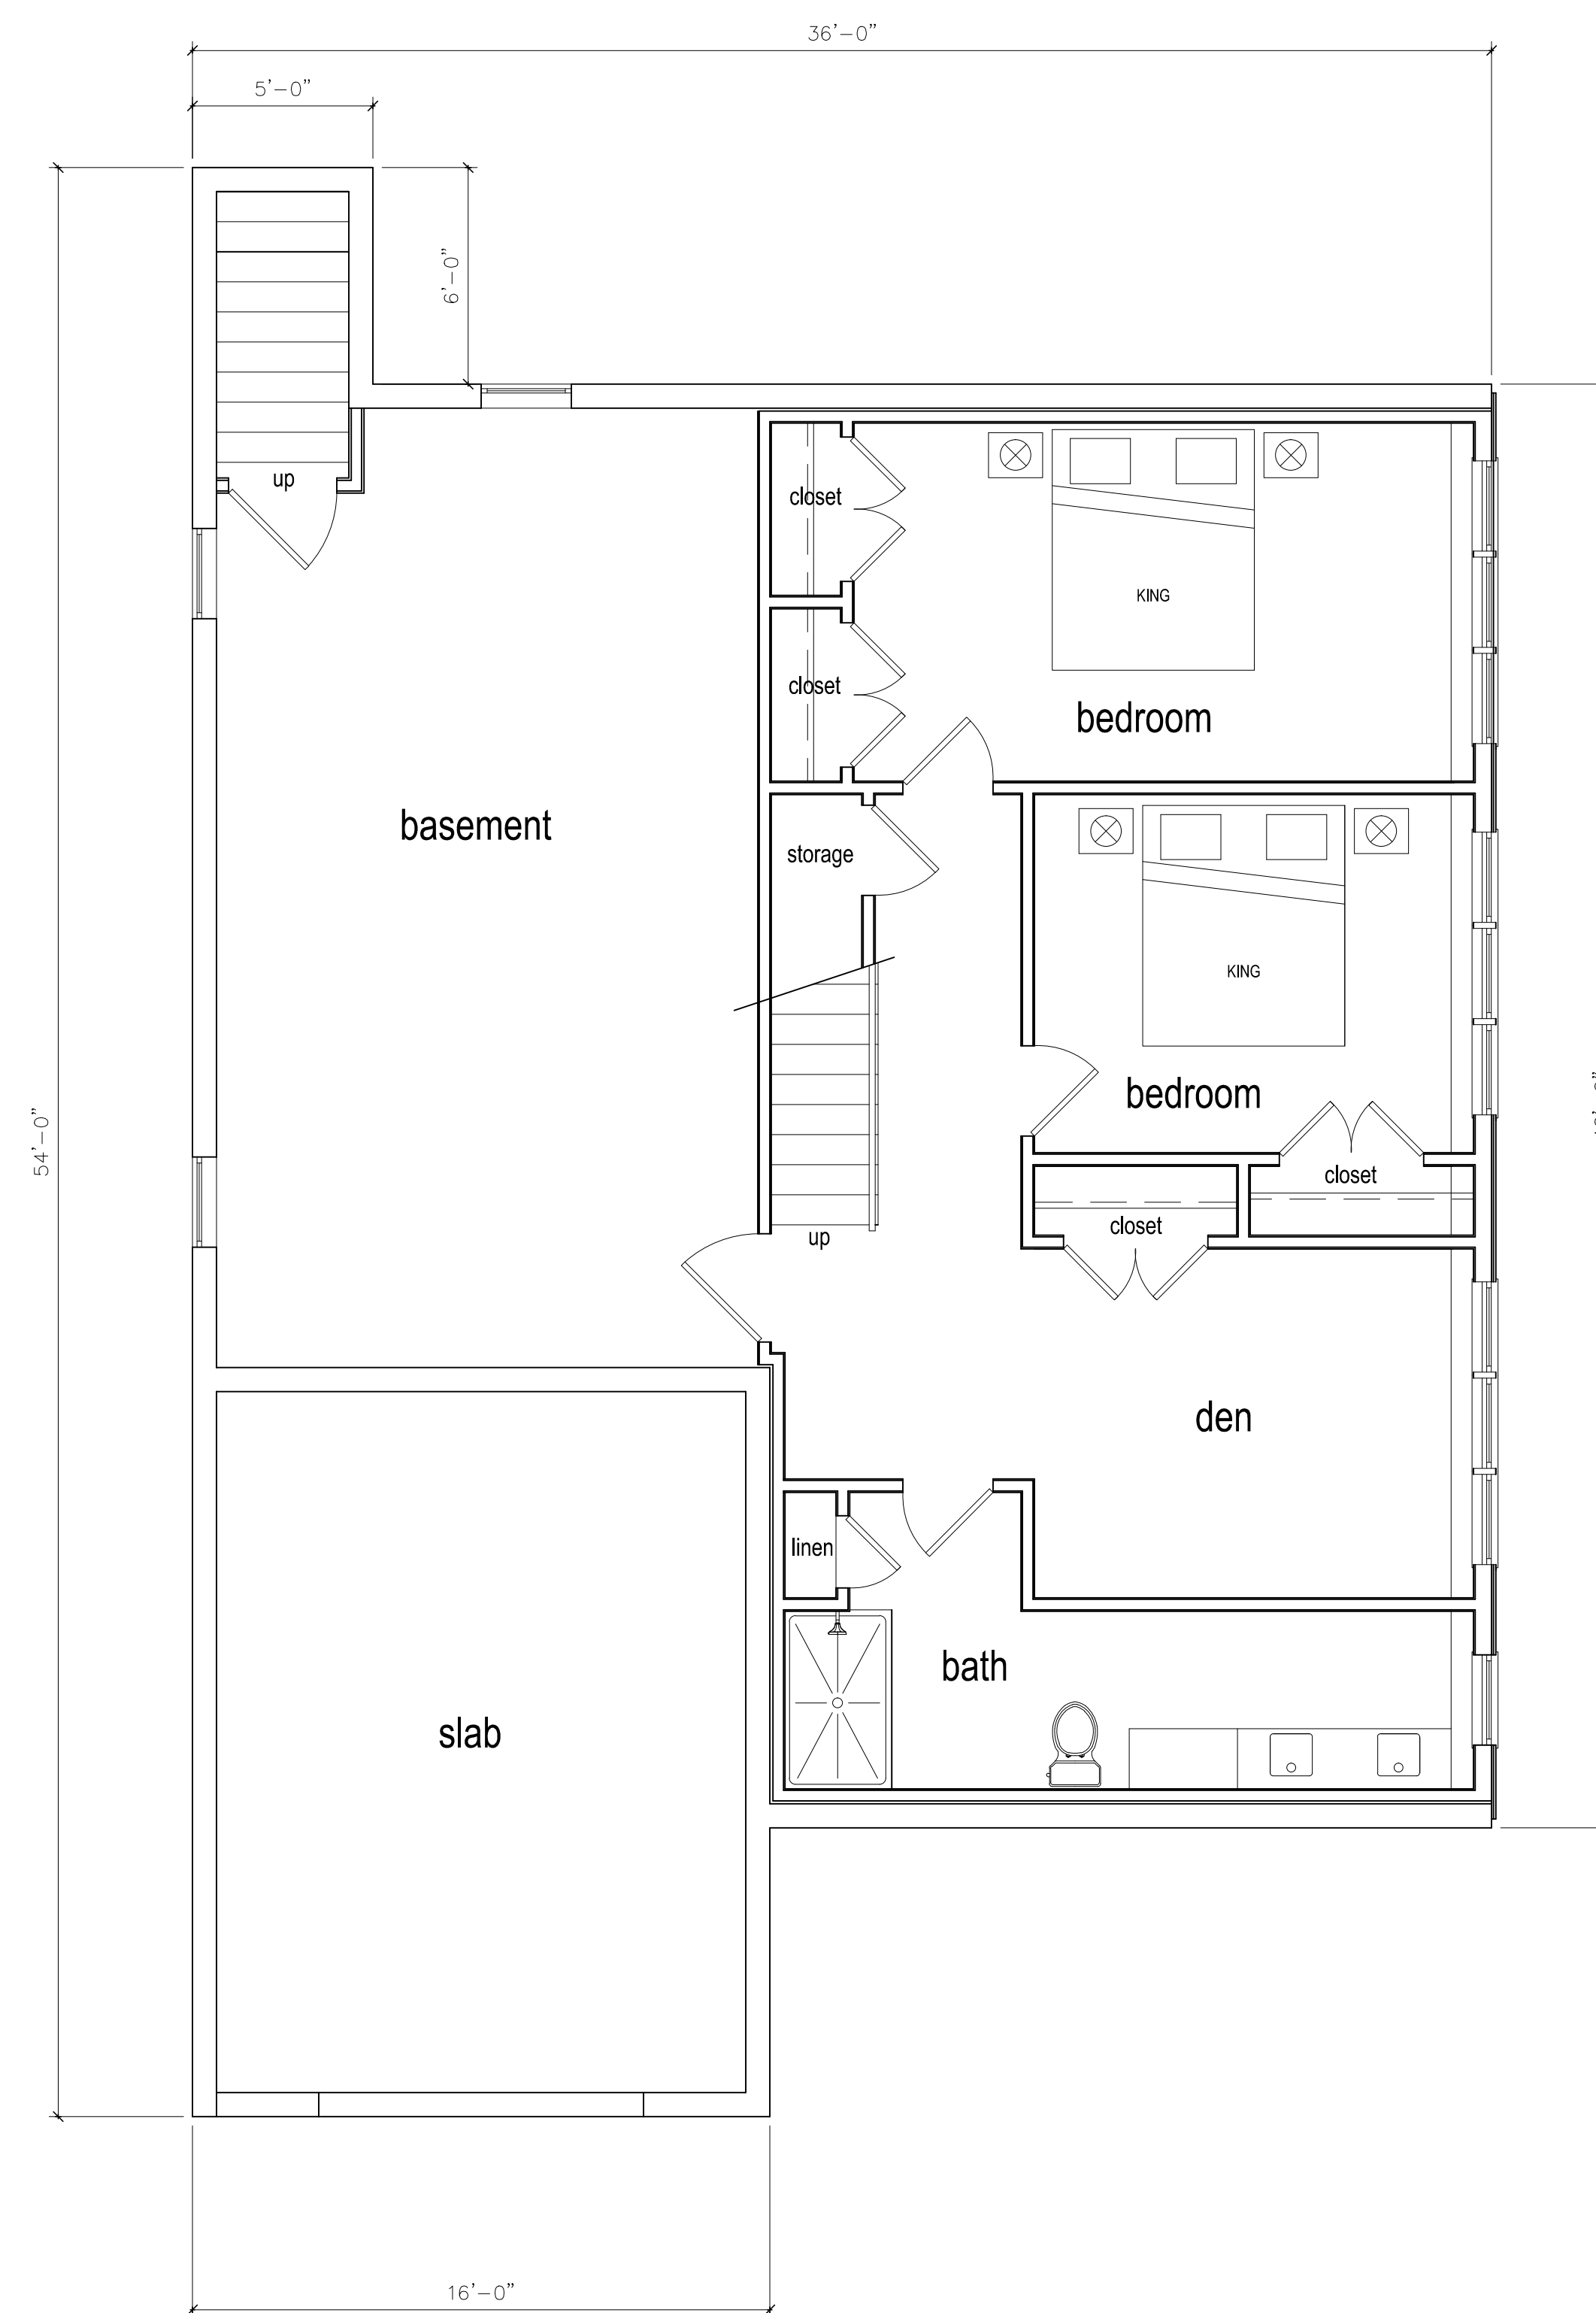 36'-0"
5'-0"
6'-0"
up
closet
KING
closet
bedroom
basement
storage
KING
bedroom
54'-0"
closet
closet
up
den
linen
bath
slab
16'-0"